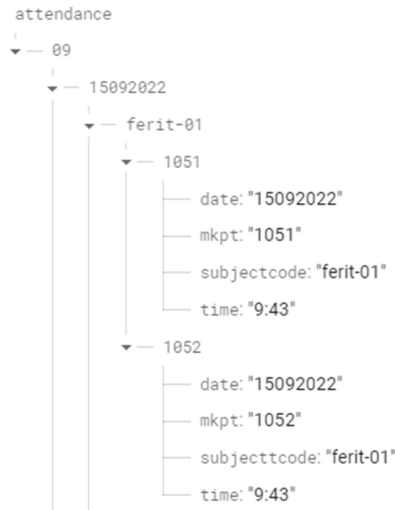 attendance
09
15092022
ferit-01
1051
date: "15092022"
mkpt: "1051"
subjectcode: "ferit-01"
time: "9:43"
1052
date: "15092022"
mkpt: "1052"
subjecttcode: "ferit-01"
time: "9:43"